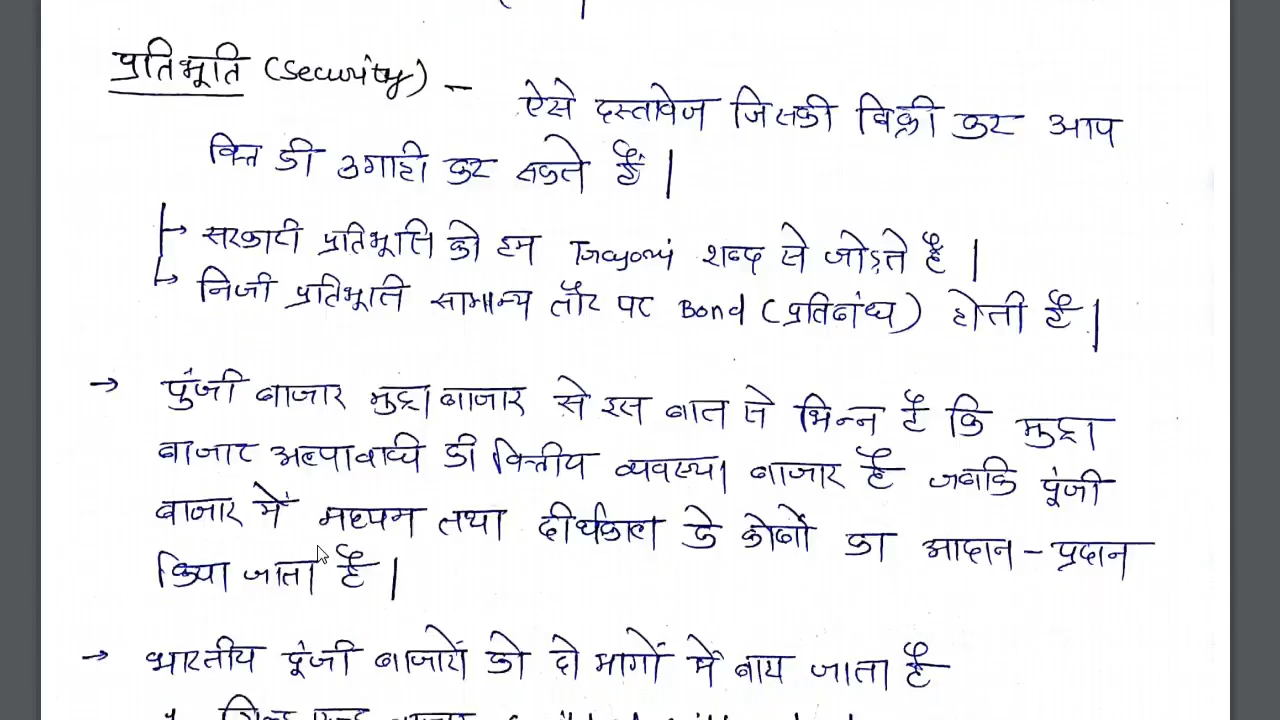 प्रतिभूति (Security) - ऐसे दस्तावेज जिसकी बिक्री कर आप
वित्त की उगाही कर सकते हैं।
→ सरकारी प्रतिभूति को हम शब्द से जोड़ते है।
→ निजी प्रतिभूति सामान्य तौर पर Bond (प्रतिबंध) होती है।
→ पुंजी बाजार मुद्रा बाजार से इस बात से भिन्न है कि मुद्रा
बाजार अल्पावधि की वित्तीय व्यवस्था बाजार है जबकि पूंजी
बाजार में मध्यम तथा दीर्घकाल के कोषों का आदान-प्रदान
किया जाता है।
→ भारतीय पूंजी बाजारों को दो भागों में बाटा जाता है